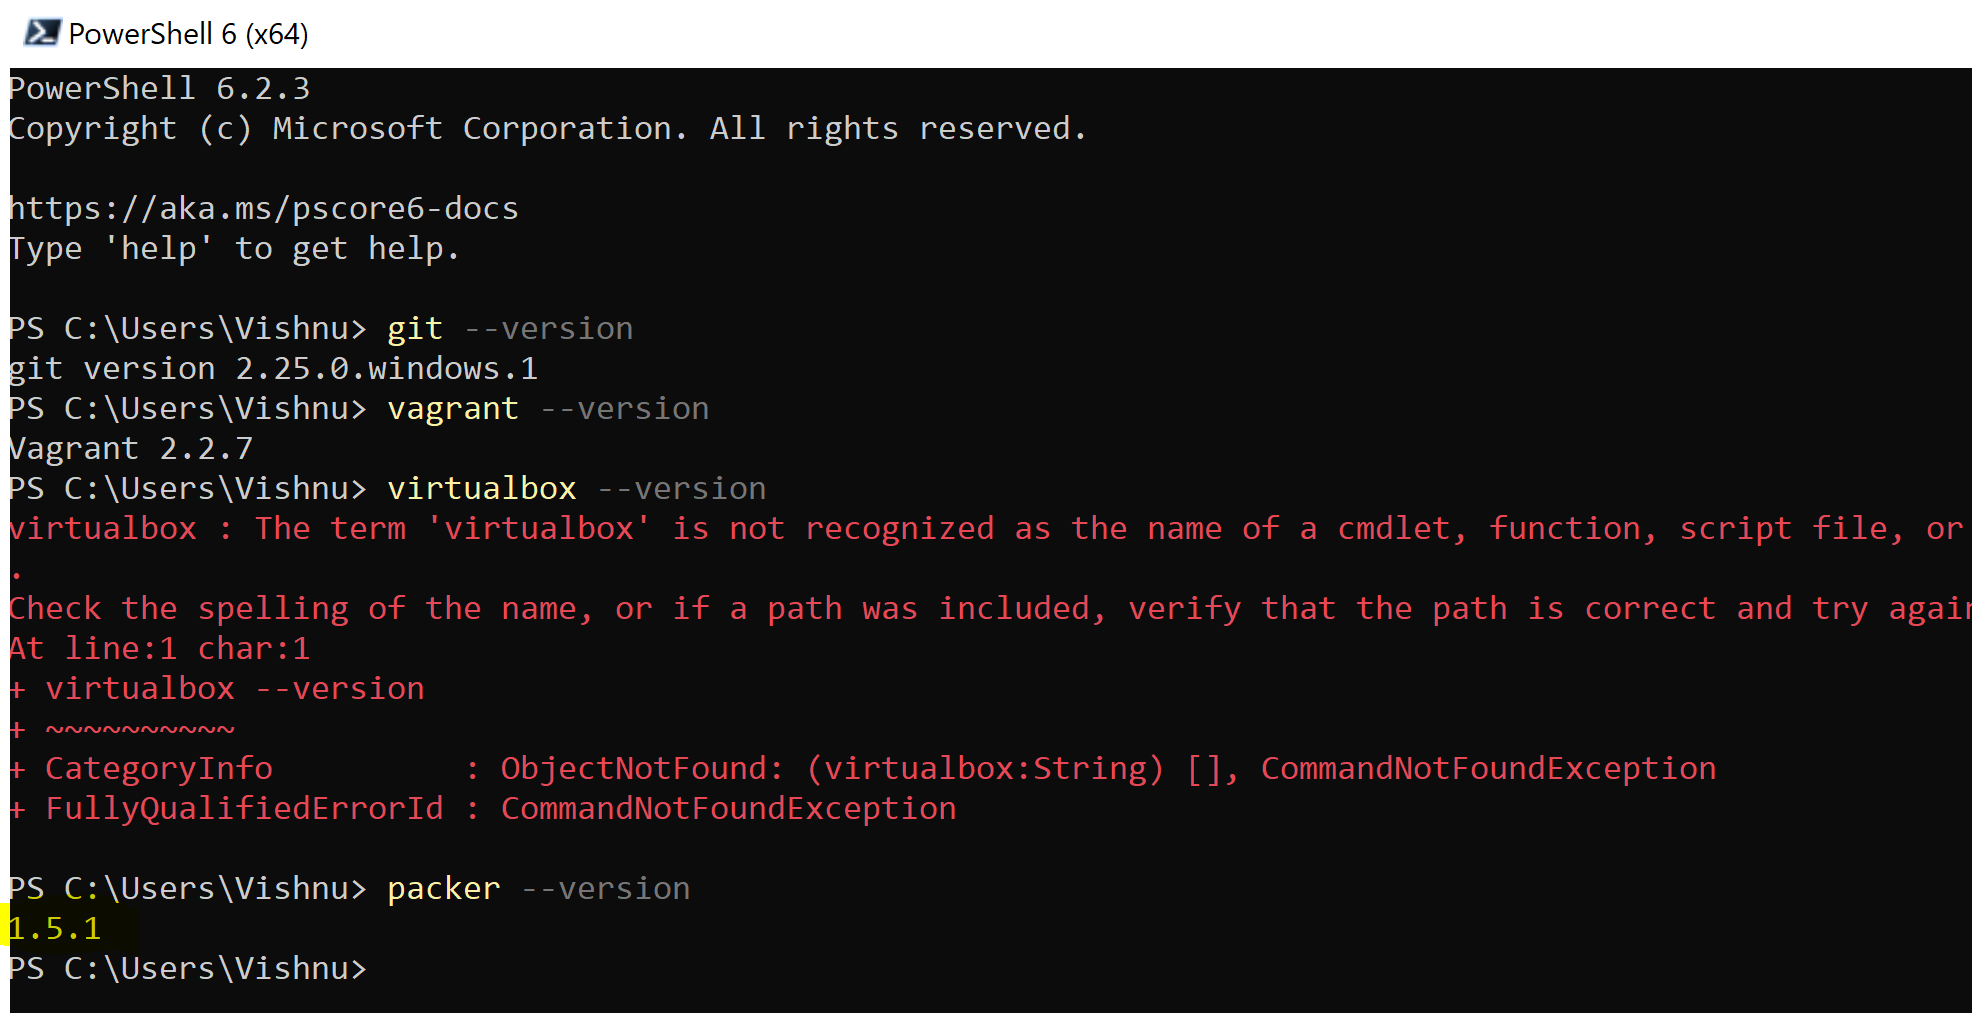 PowerShell 6 (x64)
PowerShell 6.2.3
Copyright (c) Microsoft Corporation. All rights reserved.
https://aka.ms/pscore6-docs
Type 'help' to get help.
PS C:\Users\Vishnu> git --version
git version 2.25.0.windows.1
PS C:\Users\Vishnu> vagrant --version
Vagrant 2.2.7
PS C:\Users\Vishnu> virtualbox --version
virtualbox : The term 'virtualbox' is not recognized as the name of a cmdlet, function, script file, or
.
Check the spelling of the name, or if a path was included, verify that the path is correct and try again
At line:1 char:1
+ virtualbox --version
+ ~~~~~~~~~~
+ CategoryInfo          : ObjectNotFound: (virtualbox:String) [], CommandNotFoundException
+ FullyQualifiedErrorId : CommandNotFoundException
PS C:\Users\Vishnu> packer --version
1.5.1
PS C:\Users\Vishnu>